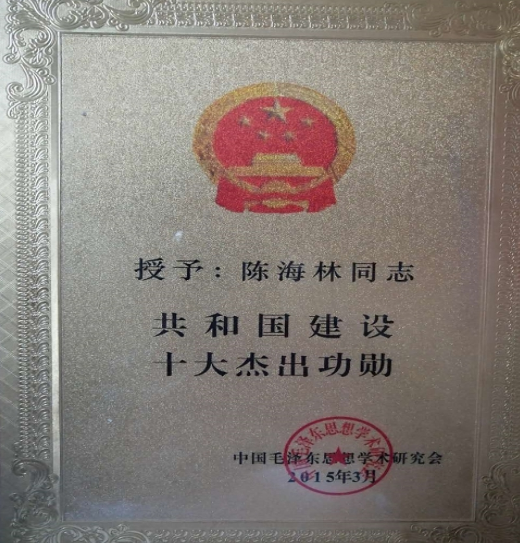 授予：陈海林同志
共和国建设
十大杰出功勋
中国毛泽东思想学术研究会
2015年3月